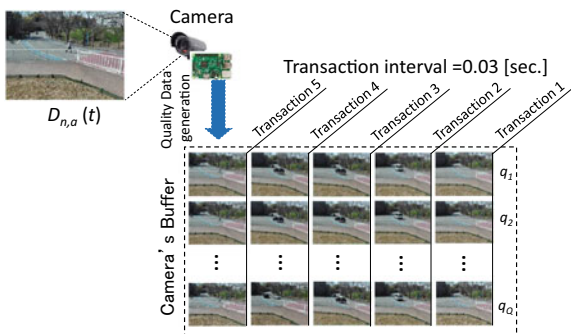 Camera
Transaction interval =0.03 [sec.]
D_{n,a} (t)
Quality Data
generation
Transaction 5
Transaction 4
Transaction 3
Transaction 2
Transaction 1
Camera's Buffer
q_1
q_2
q_Q